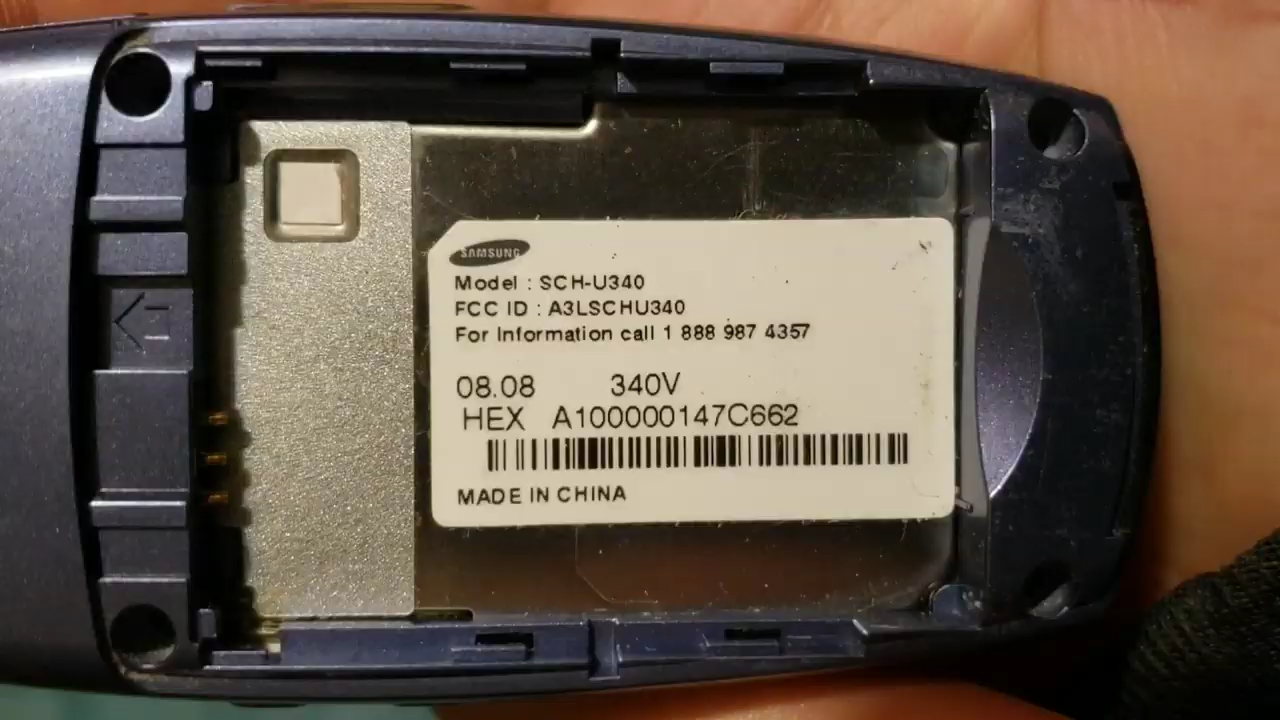 SAMSUNG
Model : SCH-U340
FCC ID : A3LSCHU340
For Information call 1 888 987 4357
08.08 340V
HEX A100000147C662
MADE IN CHINA